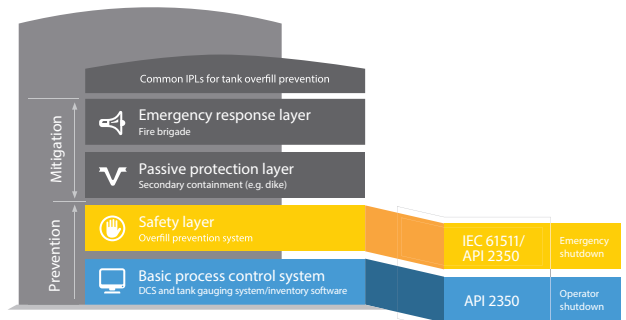 Common IPLs for tank overfill prevention
Mitigation
Emergency response layer
Fire brigade
Passive protection layer
Secondary containment (e.g. dike)
Prevention
Safety layer
Overfill prevention system
IEC 61511/
API 2350
Emergency
shutdown
Basic process control system
DCS and tank gauging system/inventory software
API 2350
Operator
shutdown